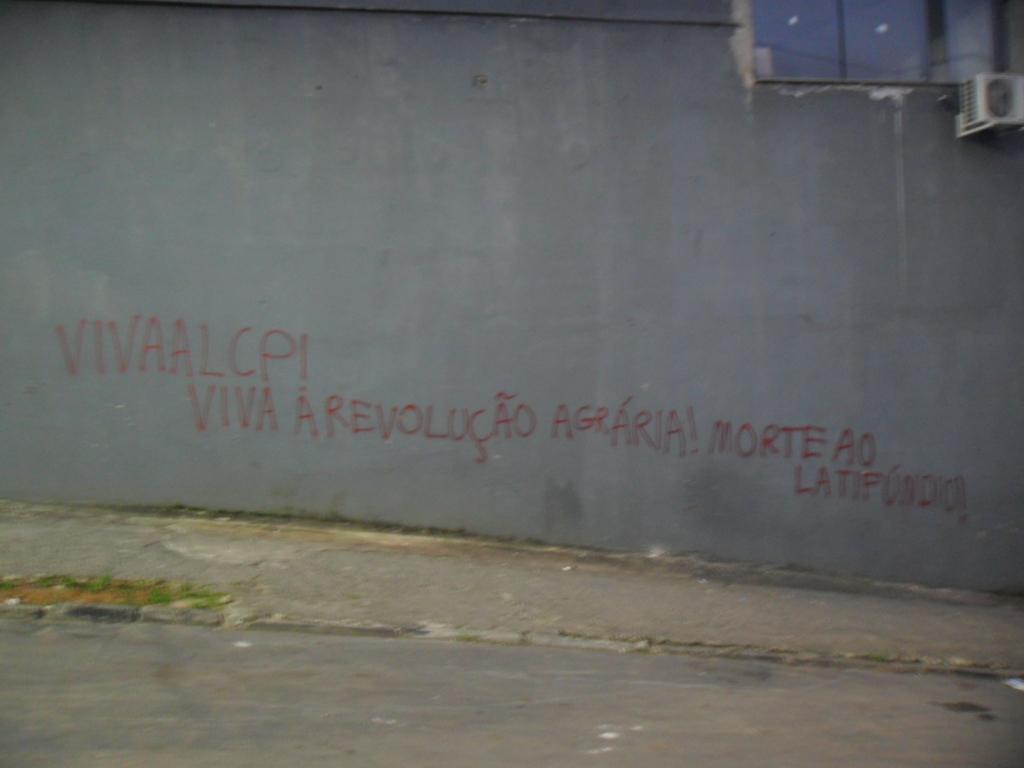 VIVA A LCP!
VIVA À REVOLUÇÃO AGRÁRIA! MORTE AO
LATIFÚNDIO!